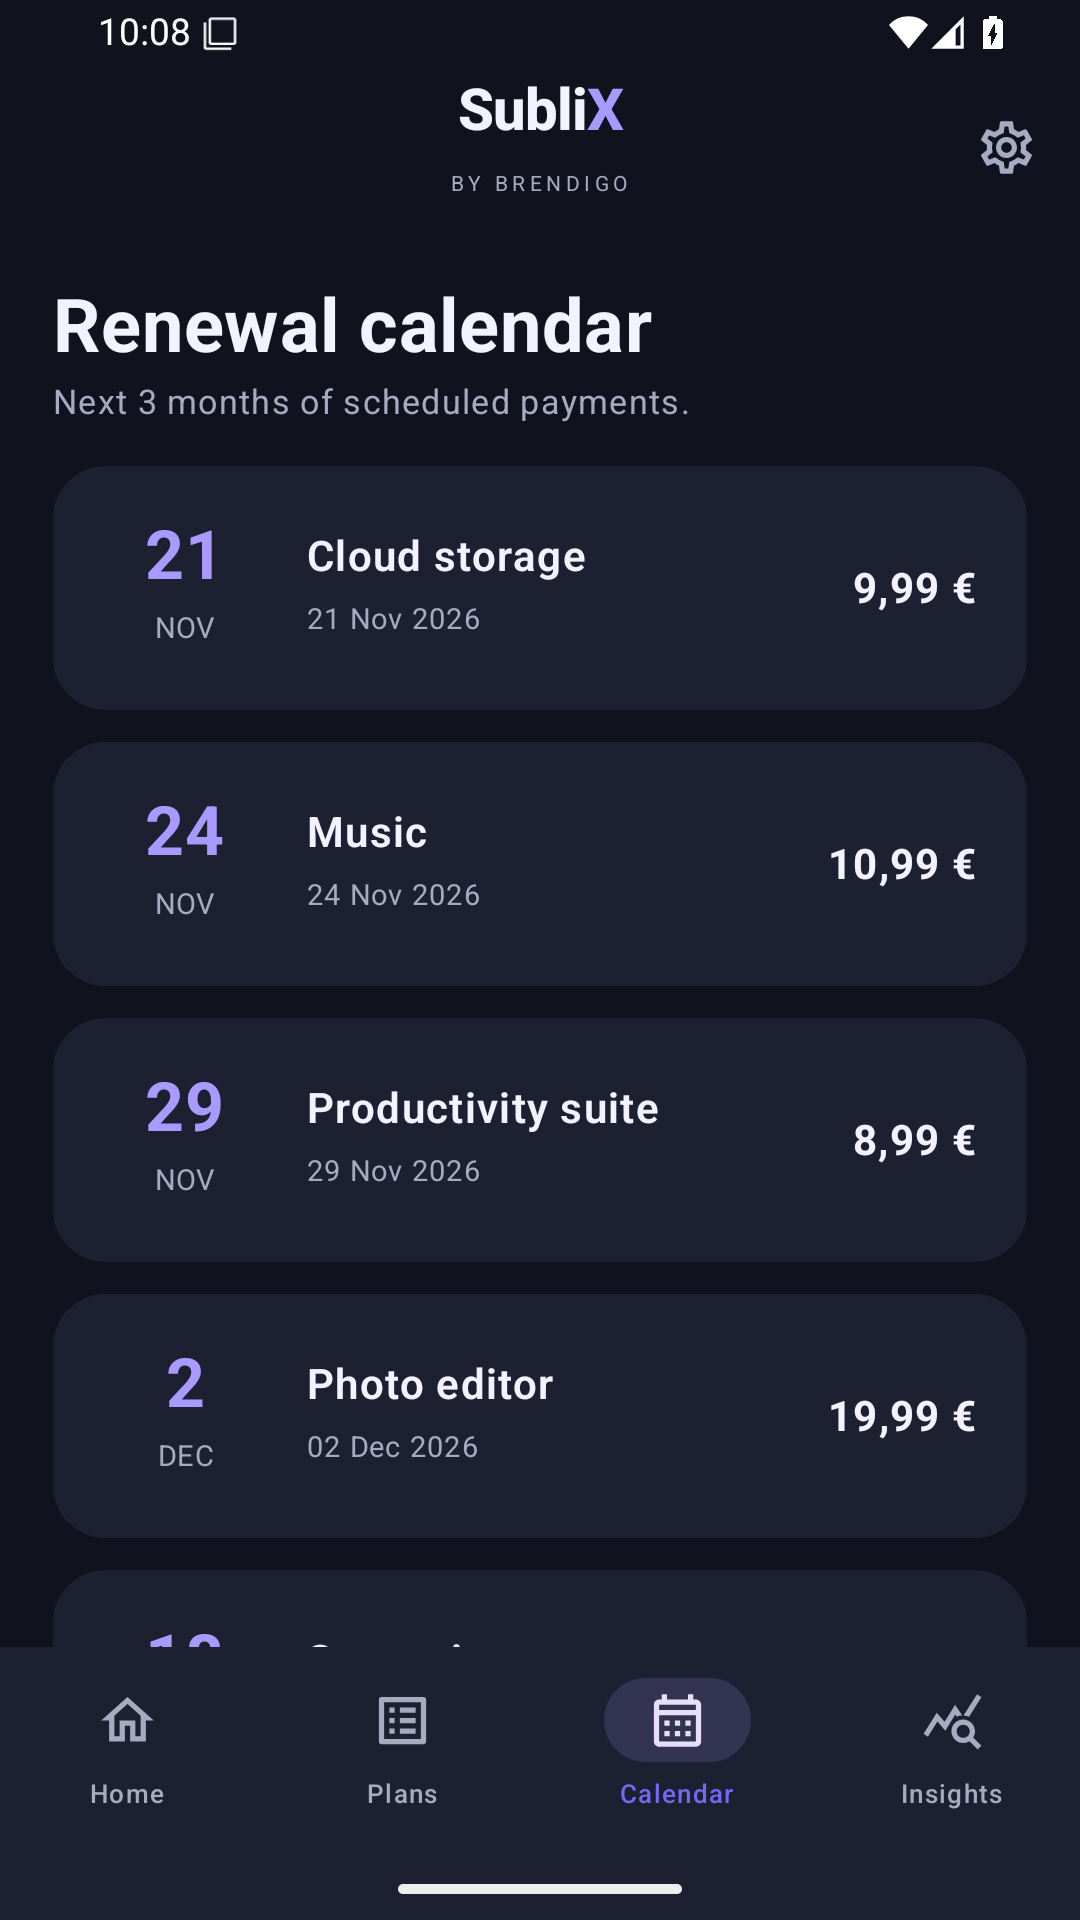 10:08
SubliX
BY BRENDIGO
Renewal calendar
Next 3 months of scheduled payments.
21
NOV
Cloud storage
21 Nov 2026
9,99 €
24
NOV
Music
24 Nov 2026
10,99 €
29
NOV
Productivity suite
29 Nov 2026
8,99 €
2
DEC
Photo editor
02 Dec 2026
19,99 €
Home
Plans
Calendar
Insights